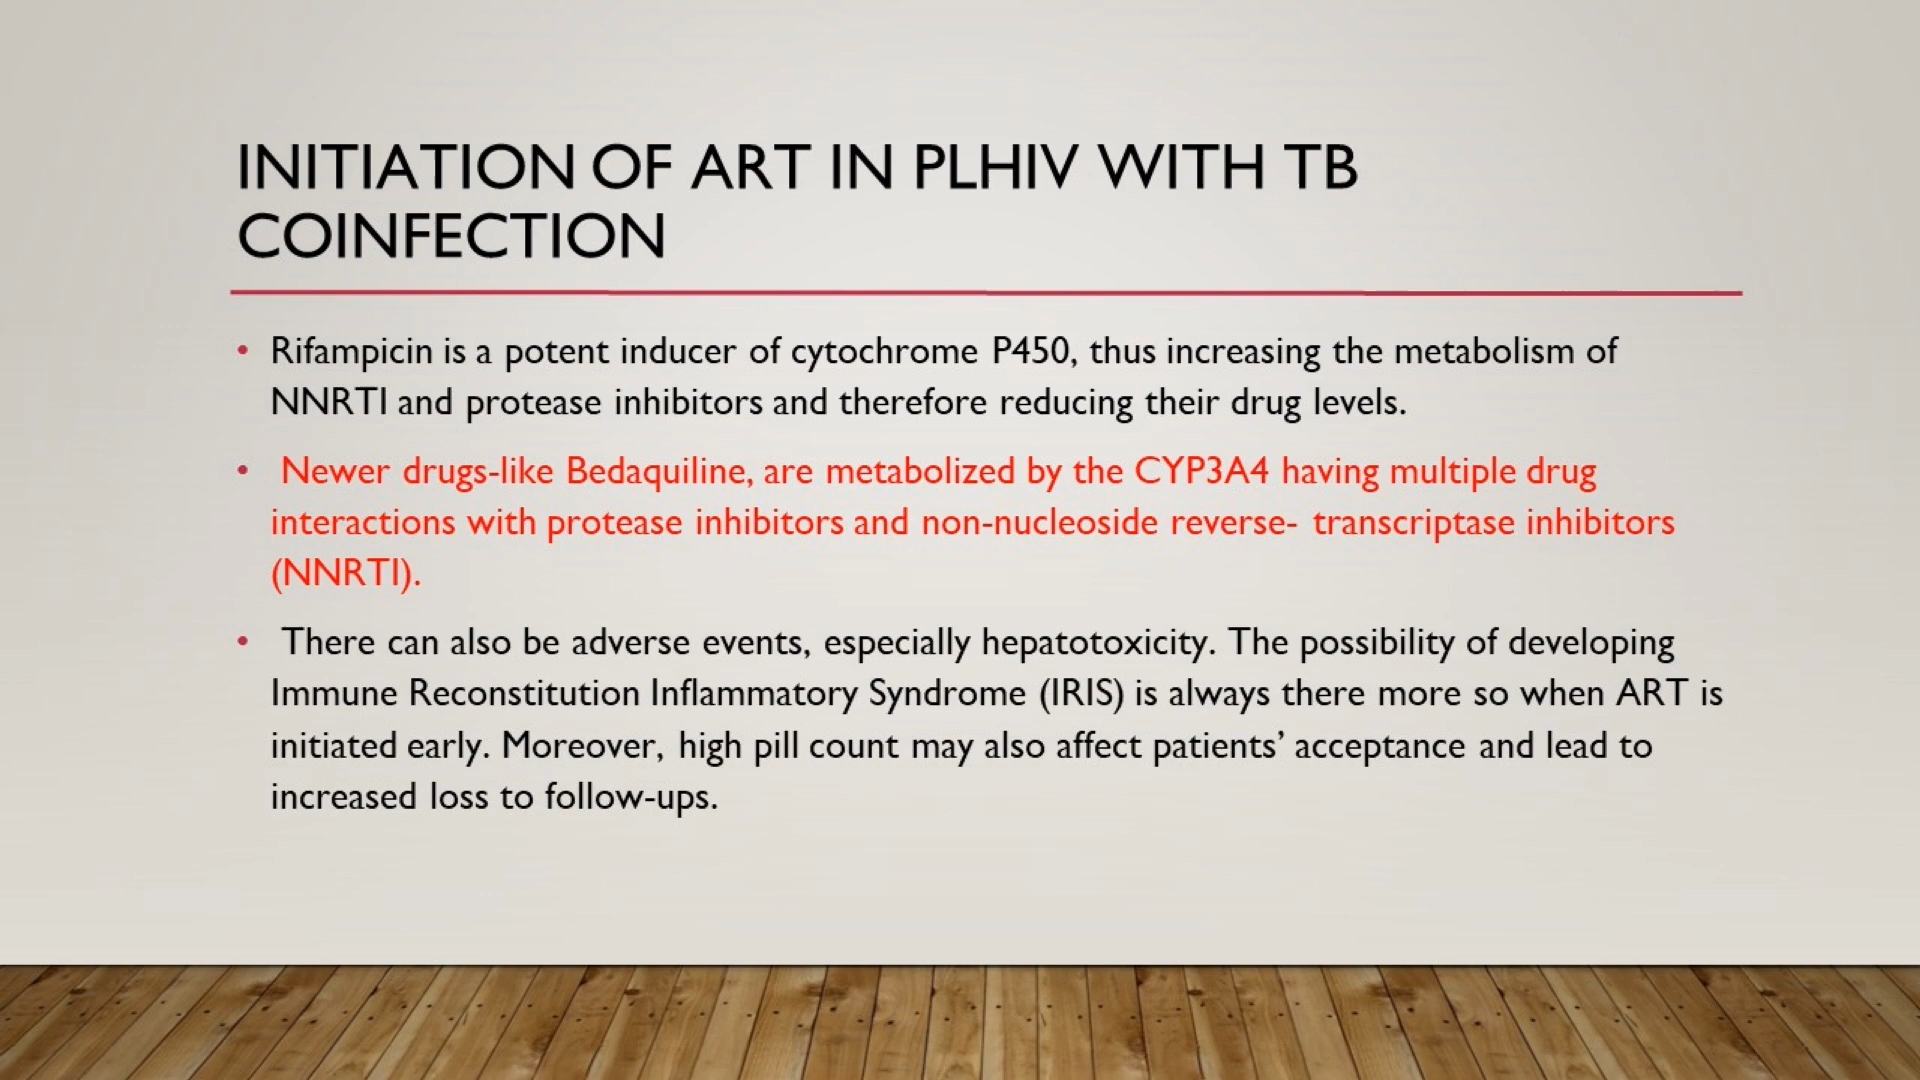 INITIATION OF ART IN PLHIV WITH TB
COINFECTION
• Rifampicin is a potent inducer of cytochrome P450, thus increasing the metabolism of
NNRTI and protease inhibitors and therefore reducing their drug levels.
• Newer drugs-like Bedaquiline, are metabolized by the CYP3A4 having multiple drug
interactions with protease inhibitors and non-nucleoside reverse- transcriptase inhibitors
(NNRTI).
• There can also be adverse events, especially hepatotoxicity. The possibility of developing
Immune Reconstitution Inflammatory Syndrome (IRIS) is always there more so when ART is
initiated early. Moreover, high pill count may also affect patients’ acceptance and lead to
increased loss to follow-ups.